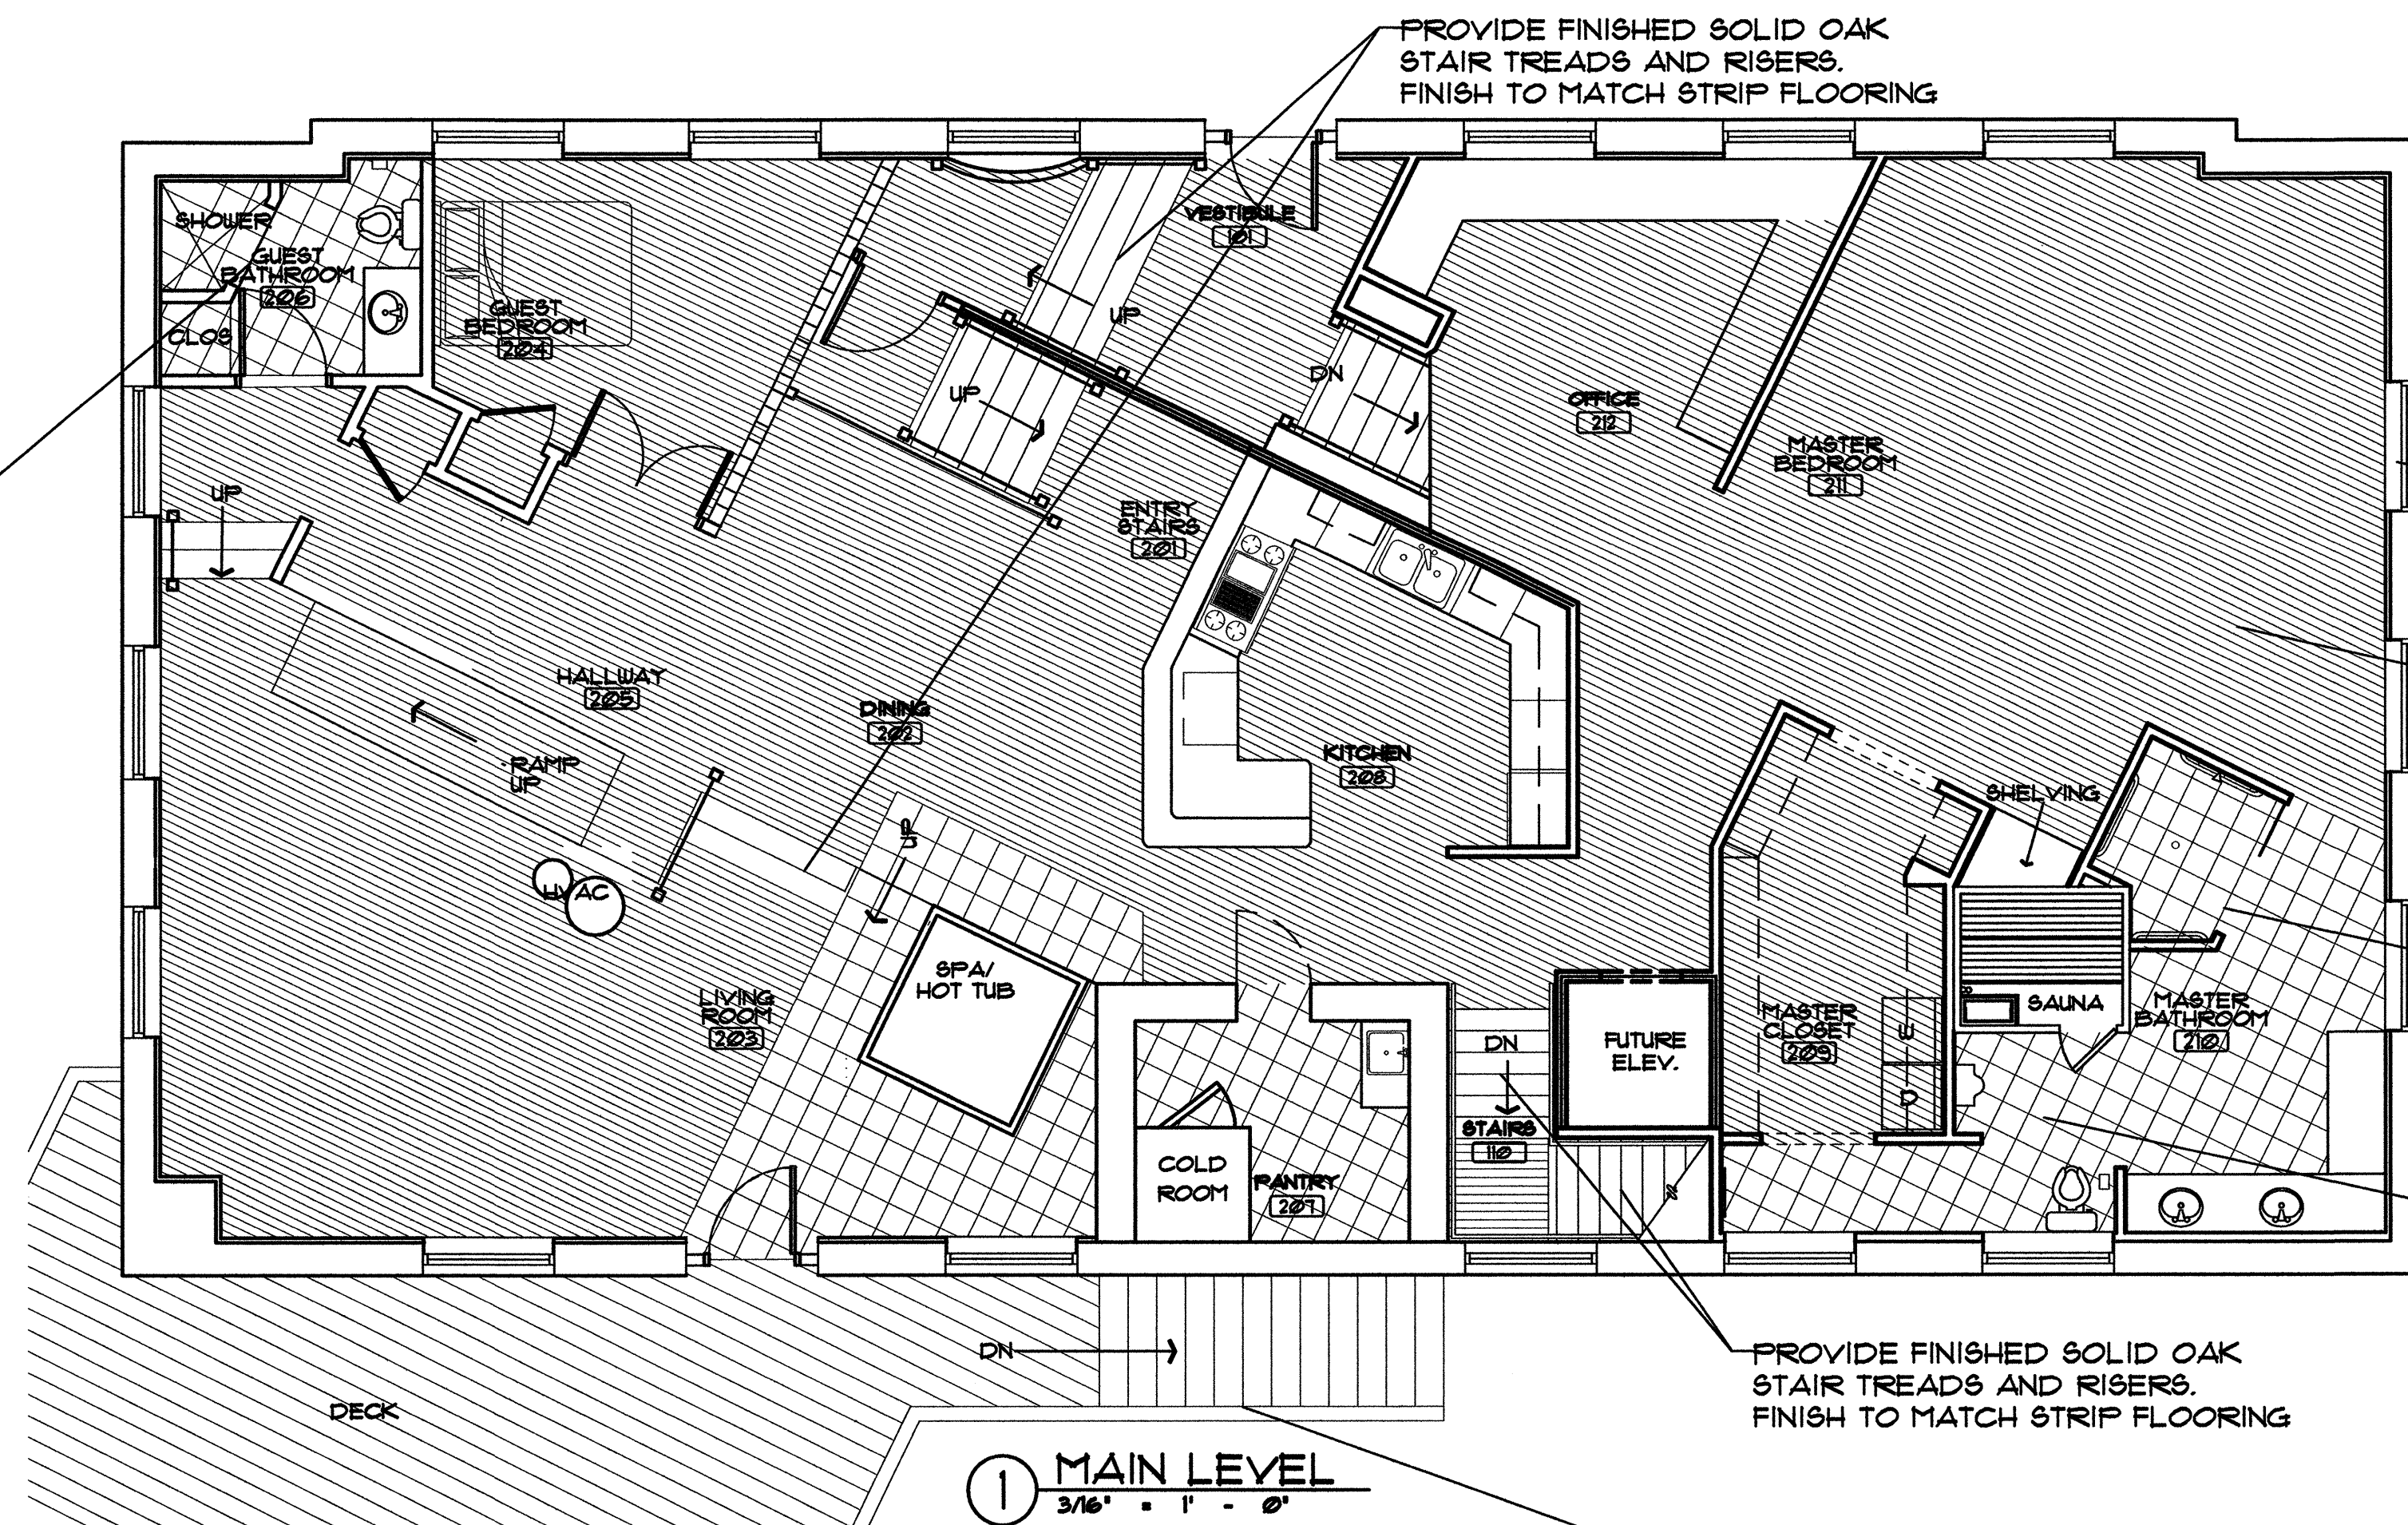 PROVIDE FINISHED SOLID OAK
STAIR TREADS AND RISERS.
FINISH TO MATCH STRIP FLOORING
SHOWER
GUEST
BATHROOM
206
CLOS
GUEST
BEDROOM
204
VESTIBULE
101
UP
UP
DN
OFFICE
212
MASTER
BEDROOM
211
UP
ENTRY
STAIRS
201
HALLWAY
205
DINING
202
RAMP
UP
KITCHEN
208
SHELVING
UP
HVAC
SPA/
HOT TUB
LIVING
ROOM
203
DN
STAIRS
110
FUTURE
ELEV.
MASTER
CLOSET
209
W
D
R
SAUNA
MASTER
BATHROOM
210
COLD
ROOM
PANTRY
207
DN
DECK
PROVIDE FINISHED SOLID OAK
STAIR TREADS AND RISERS.
FINISH TO MATCH STRIP FLOORING
1 MAIN LEVEL
3/16" = 1' - 0"